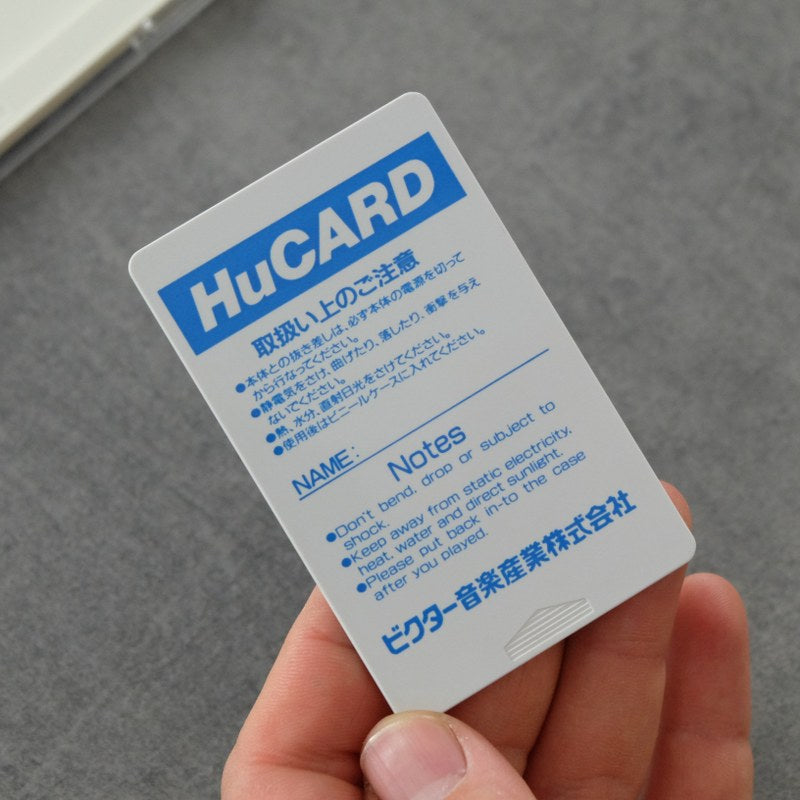 HuCARD
取扱い上のご注意
●本体との抜き差しは、必ず本体の電源を切って
から行なってください。
●静電気をさけ、曲げたり、落したり、衝撃を与え
ないでください。
●熱、水分、直射日光をさけてください。
●使用後はビニールケースに入れてください。
NAME:
Notes
●Don't bend, drop or subject to
shock.
●Keep away from static electricity,
heat, water and direct sunlight.
●Please put back in-to the case
after you played.
ビクター音楽産業株式会社